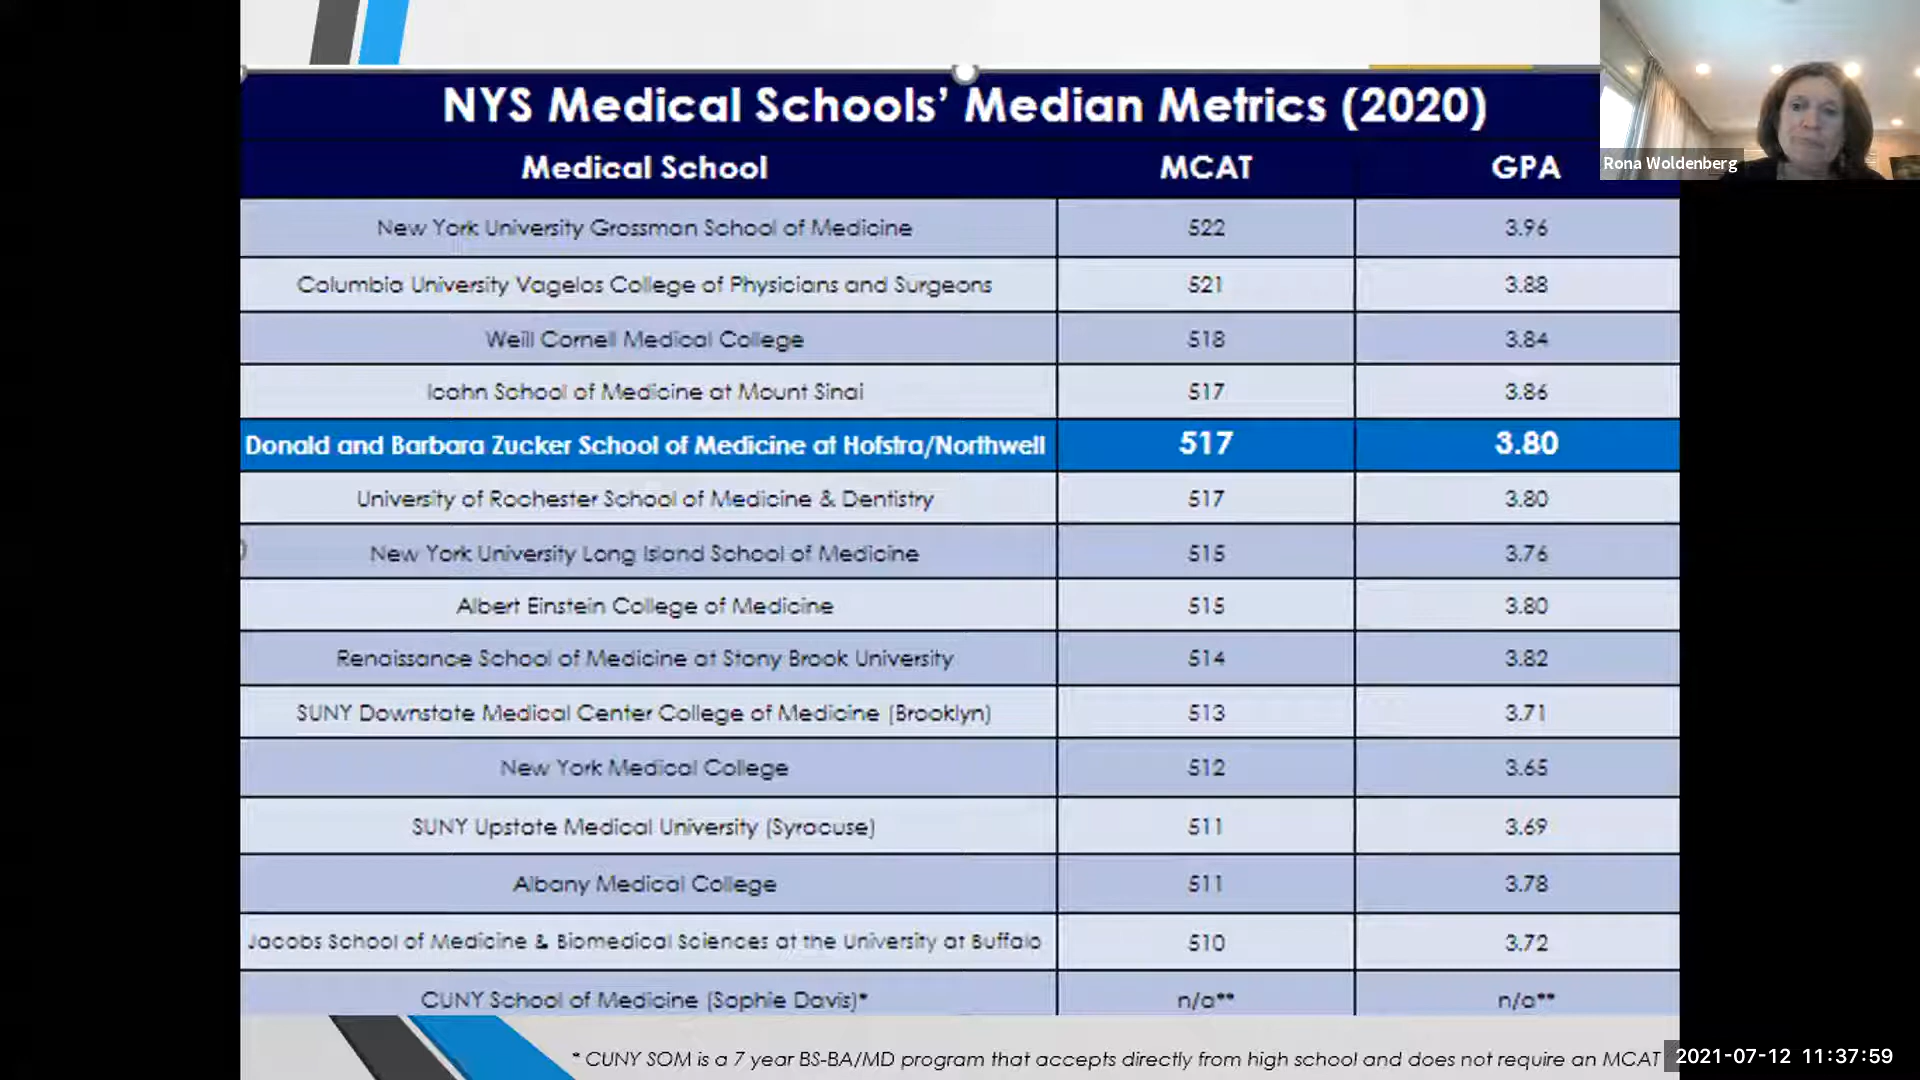 NYS Medical Schools’ Median Metrics (2020)
Medical School MCAT GPA
Rona Woldenberg
New York University Grossman School of Medicine 522 3.96
Columbia University Vagelos College of Physicians and Surgeons 521 3.88
Weill Cornell Medical College 518 3.84
Icahn School of Medicine at Mount Sinai 517 3.86
Donald and Barbara Zucker School of Medicine at Hofstra/Northwell 517 3.80
University of Rochester School of Medicine & Dentistry 517 3.80
New York University Long Island School of Medicine 515 3.76
Albert Einstein College of Medicine 515 3.80
Renaissance School of Medicine at Stony Brook University 514 3.82
SUNY Downstate Medical Center College of Medicine (Brooklyn) 513 3.71
New York Medical College 512 3.65
SUNY Upstate Medical University (Syracuse) 511 3.69
Albany Medical College 511 3.78
Jacobs School of Medicine & Biomedical Sciences at the University at Buffalo 510 3.72
CUNY School of Medicine (Sophie Davis)* n/a** n/a**
* CUNY SOM is a 7 year BS-BA/MD program that accepts directly from high school and does not require an MCAT
2021-07-12 11:37:59